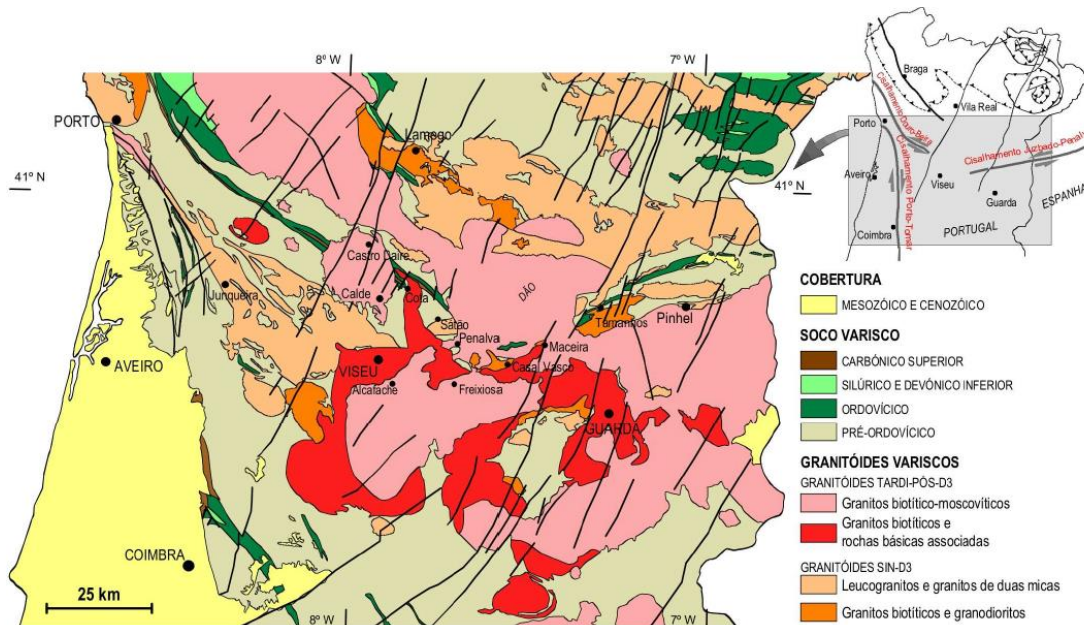 8º W
7º W
PORTO
Lamego
41º N
41º N
Castro Daire
Junqueira
Calde
Cota
DÃO
Satão
Penalva
Tamanhos
Pinhel
Maceira
AVEIRO
VISEU
Casal Vasco
Alcafache
Freixiosa
GUARDA
COIMBRA
25 km
8º W
7º W
Braga
Cisalhamento Douro-Beira
Vila Real
Porto
Cisalhamento Juzbado-Penalva
Cisalhamento Porto-Tomar
Aveiro
Viseu
Guarda
ESPANHA
Coimbra
PORTUGAL
COBERTURA
MESOZÓICO E CENOZÓICO
SOCO VARISCO
CARBÓNICO SUPERIOR
SILÚRICO E DEVÓNICO INFERIOR
ORDOVÍCICO
PRÉ-ORDOVÍCICO
GRANITÓIDES VARISCOS
GRANITÓIDES TARDI-PÓS-D3
Granitos biotítico-moscovíticos
Granitos biotíticos e
rochas básicas associadas
GRANITÓIDES SIN-D3
Leucogranitos e granitos de duas micas
Granitos biotíticos e granodioritos